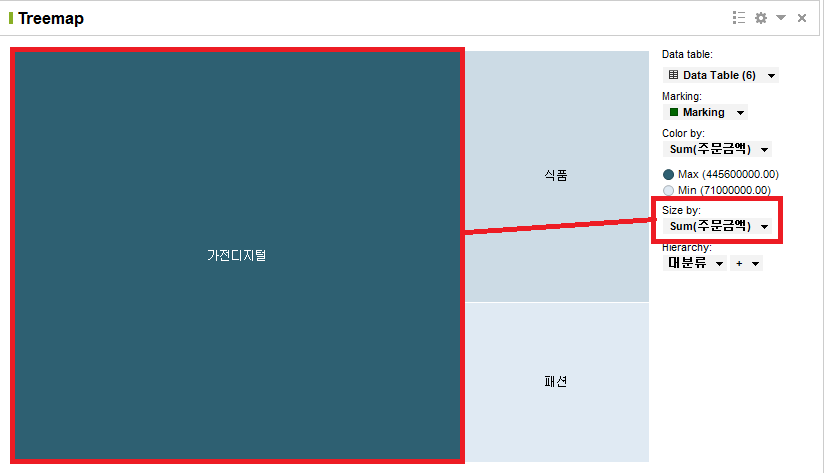 Treemap
가전디지털
식품
패션
Data table:
Data Table (6)
Marking:
Marking
Color by:
Sum(주문금액)
Max (445600000.00)
Min (71000000.00)
Size by:
Sum(주문금액)
Hierarchy:
대분류 +